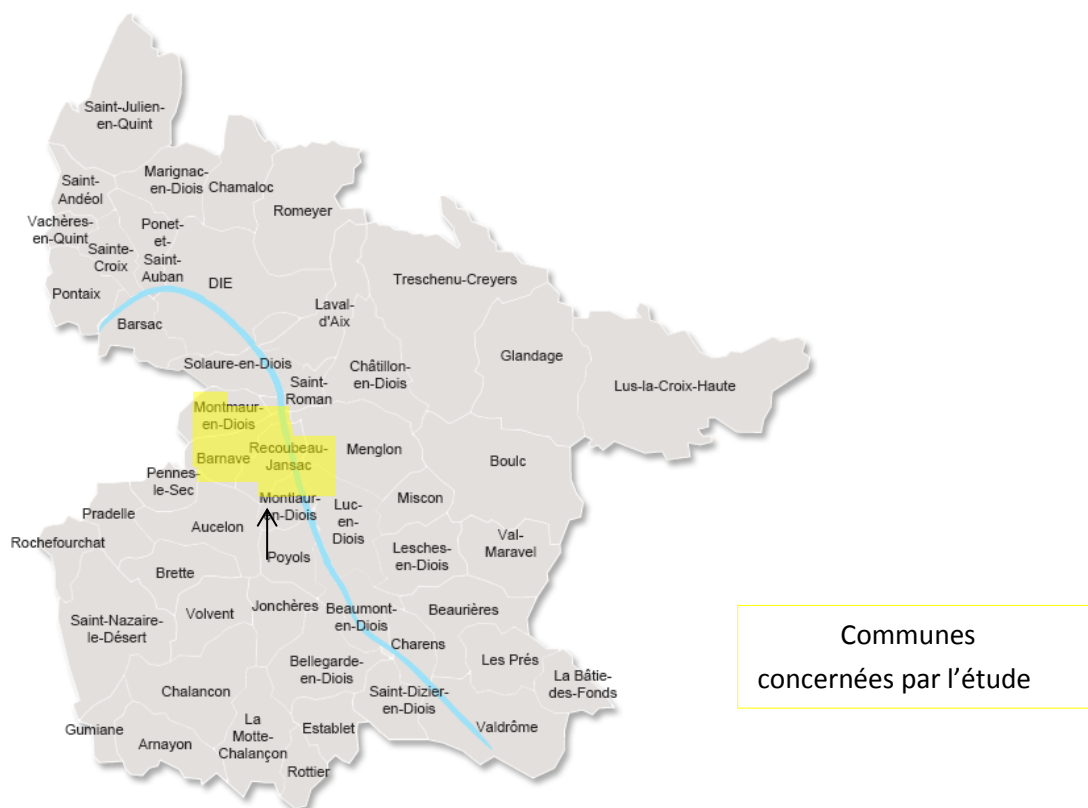 Saint-Julien-
en-Quint
Marignac-
en-Diois
Chamaloc
Saint-
Andéol
Romeyer
Vachères-
en-Quint
Ponet-
et-
Saint-
Auban
Sainte-
Croix
Treschenu-Creyers
DIE
Pontaix
Barsac
Laval-
d'Aix
Glandage
Solaure-en-Diois
Châtillon-
en-Diois
Lus-la-Croix-Haute
Saint-
Roman
Montmaur-
en-Diois
Barnave
Recoubeau-
Jansac
Menglon
Boulc
Pennes-
le-Sec
Montlaur-
en-Diois
Luc-
en-
Diois
Miscon
Pradelle
Aucelon
Val-
Maravel
Rochefourchat
Lesches-
en-Diois
Poyols
Brette
Jonchères
Beaumont-
en-Diois
Beaurières
Saint-Nazaire-
le-Désert
Volvent
Charens
Communes
concernées par l'étude
Les Prés
Bellegarde-
en-Diois
La Bâtie-
des-Fonds
Chalancon
Saint-Dizier-
en-Diois
Gumiane
Arnayon
La
Motte-
Chalançon
Establet
Valdrôme
Rottier